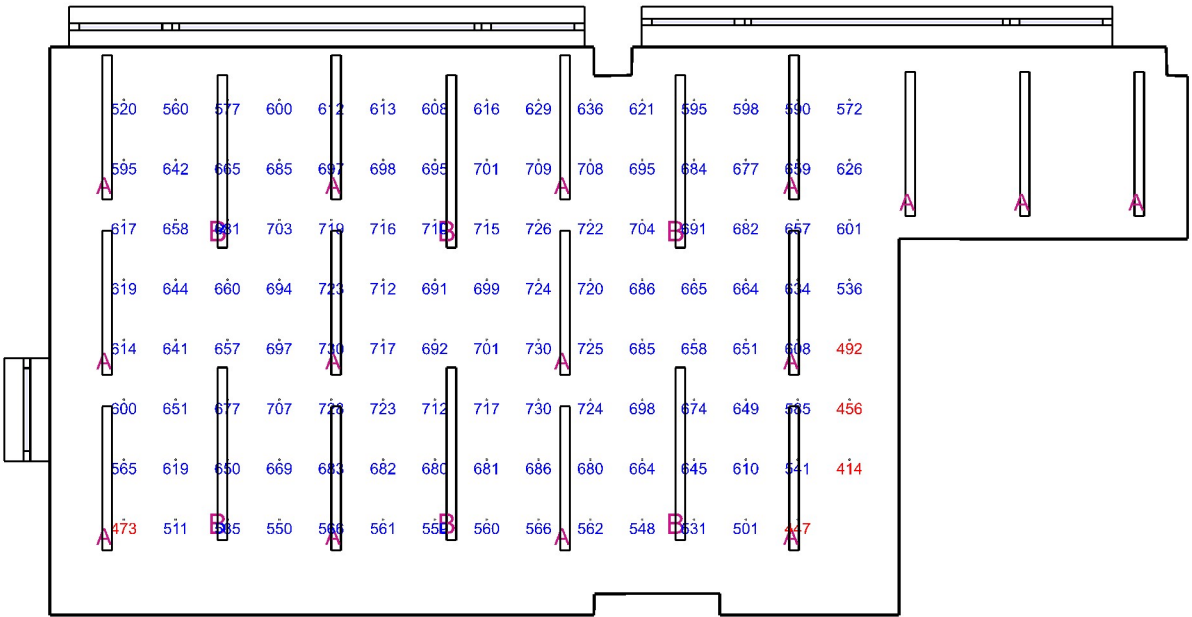 520 560 577 600 612 613 608 616 629 636 621 595 598 590 572
595 642 665 685 697 698 695 701 709 708 695 684 677 659 626
A A A A
A A A
617 658 681 703 719 716 710 715 726 722 704 691 682 657 601
B B B
619 644 660 694 723 712 691 699 724 720 686 665 664 634 536
614 641 657 697 730 717 692 701 730 725 685 658 651 608 492
A A A A
600 651 677 707 728 723 712 717 730 724 698 674 649 585 456
565 619 650 669 683 682 680 681 686 680 664 645 610 541 414
473 511 550 566 561 560 566 562 548 531 501 447
B B B
A A A A